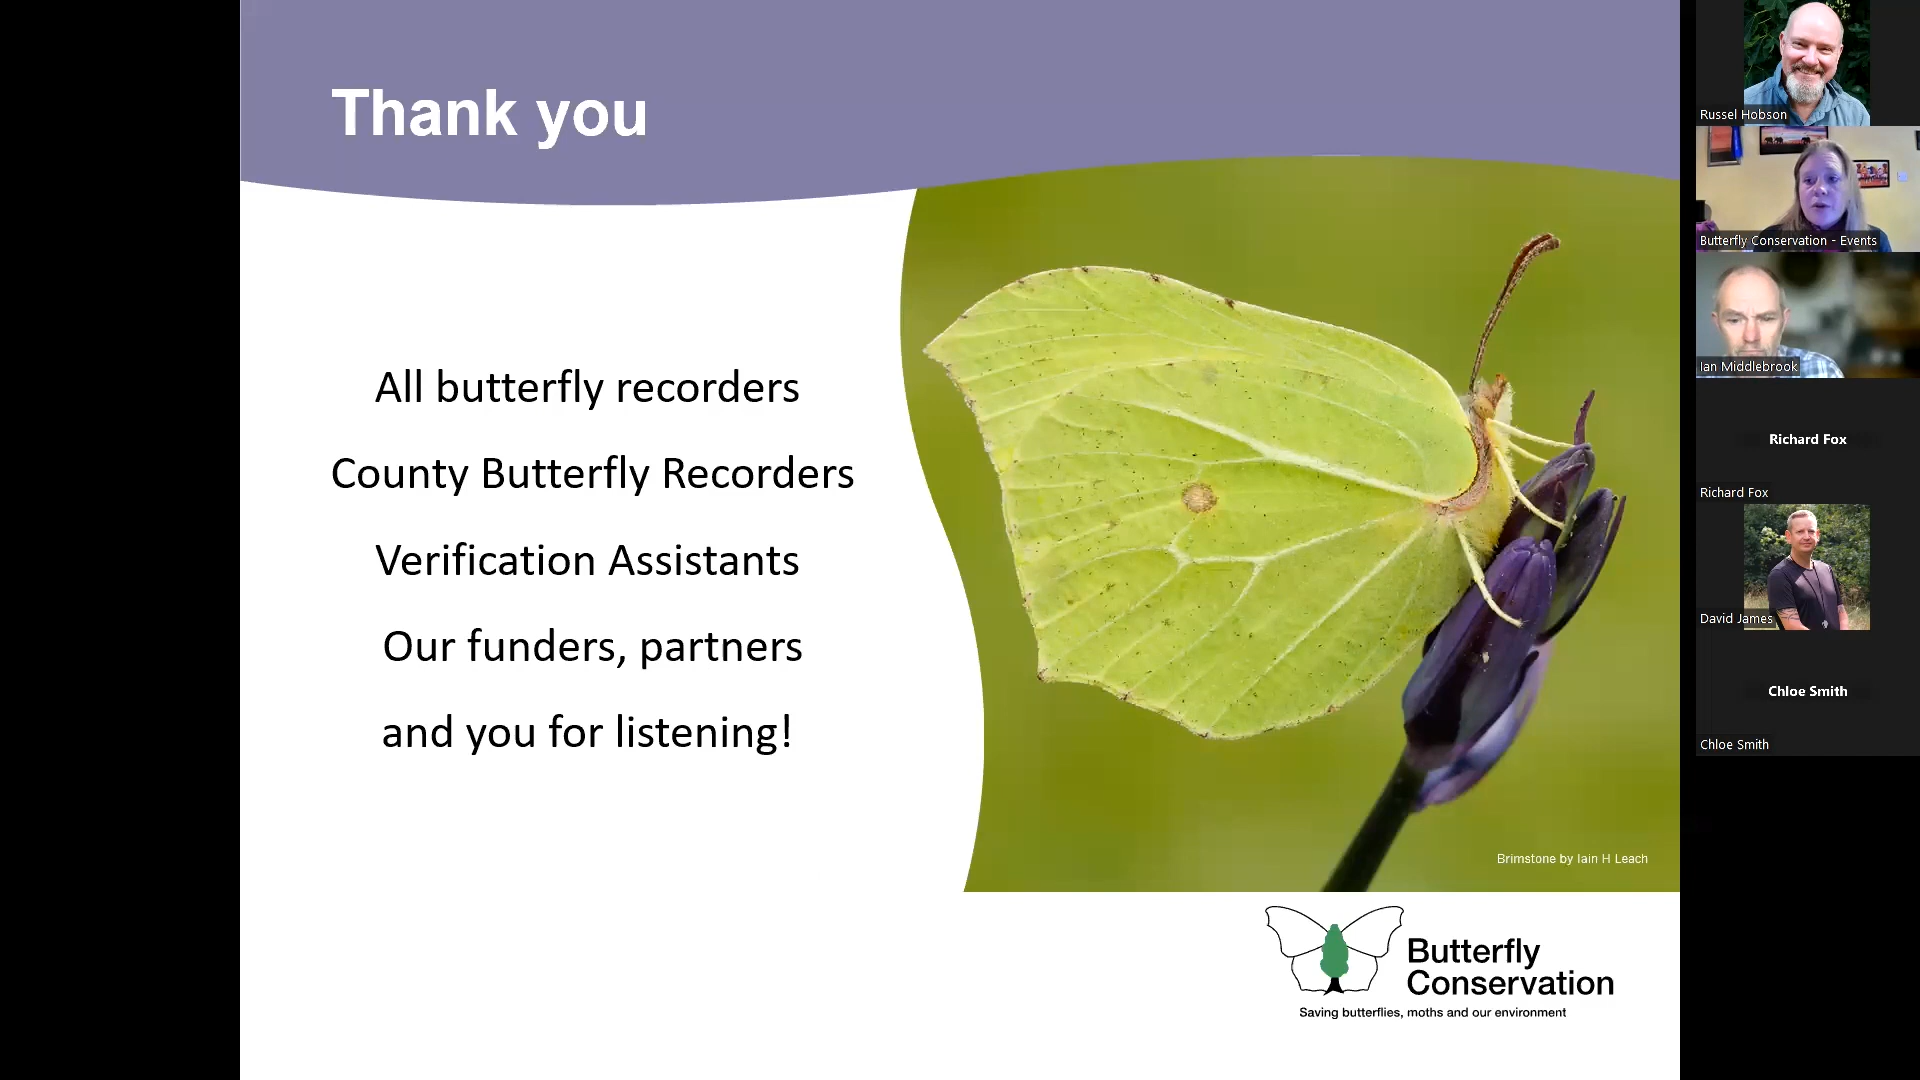 Thank you
All butterfly recorders
County Butterfly Recorders
Verification Assistants
Our funders, partners
and you for listening!
Brimstone by Iain H Leach
Butterfly
Conservation
Saving butterflies, moths and our environment
Russel Hobson
Butterfly Conservation - Events
Ian Middlebrook
Richard Fox
Richard Fox
David James
Chloe Smith
Chloe Smith